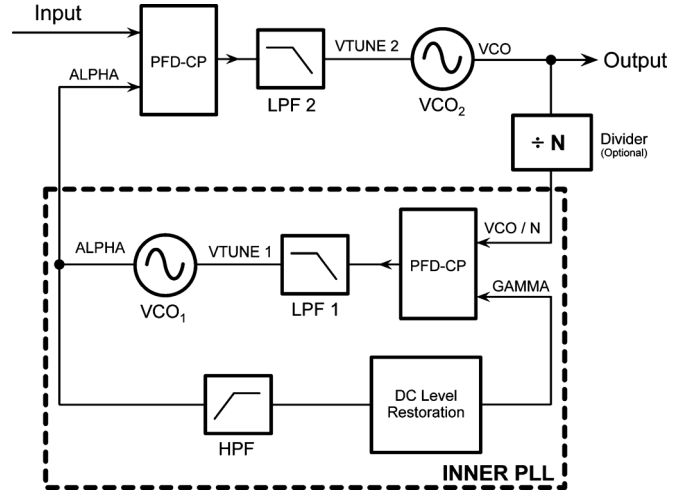 Input
PFD-CP
ALPHA
LPF 2
VTUNE 2
VCO₂
VCO
Output
÷ N
Divider
(Optional)
VCO / N
ALPHA
VCO₁
VTUNE 1
LPF 1
PFD-CP
GAMMA
HPF
DC Level
Restoration
INNER PLL